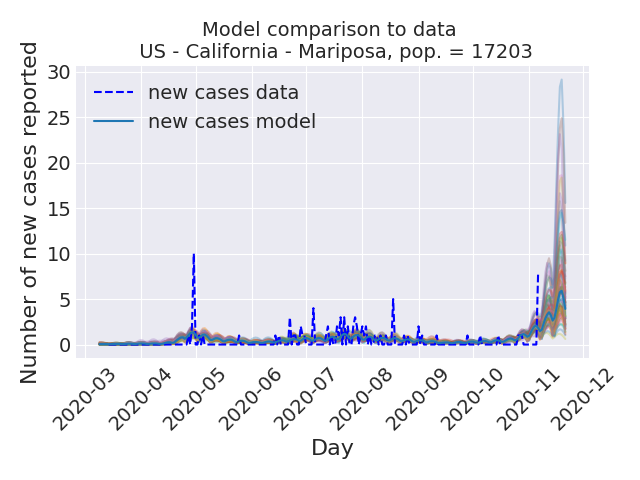 Model comparison to data
US - California - Mariposa, pop. = 17203
Number of new cases reported
30
25
20
15
10
5
0
new cases data
new cases model
2020-03
2020-04
2020-05
2020-06
2020-07
2020-08
2020-09
2020-10
2020-11
2020-12
Day